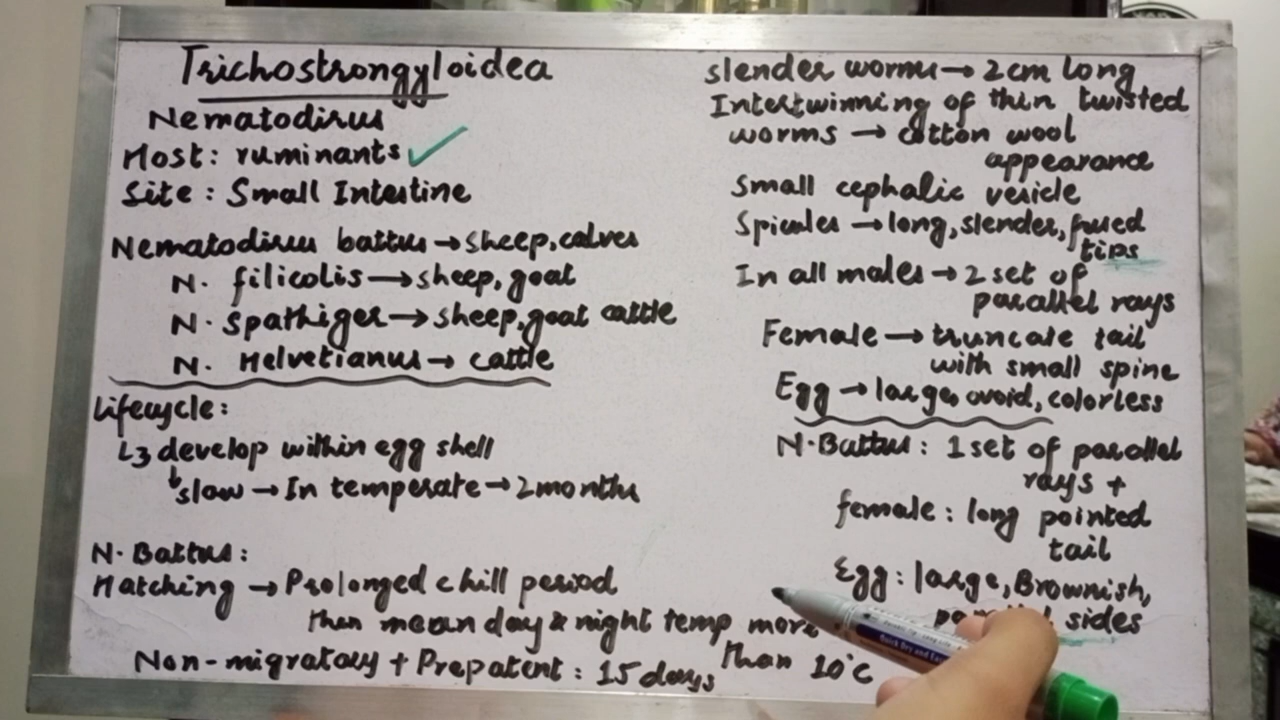 Trichostrongyloidea
Nematodirus
Host: ruminants ✓
Site: Small Intestine
Nematodirus battus → sheep, calves
N. filicolis → sheep, goat
N. Spathiger → sheep, goat cattle
N. Helvetianus → cattle
Lifecycle:
L3 develop within egg shell
↓ slow → In temperate → 2 months
N. Battus:
Hatching → Prolonged chill period
then mean day & night temp more
than 10°C
Non-migratory + Prepatent: 15 days
slender worms → 2cm long
Intertwinning of thin twisted
worms → cotton wool
appearance
Small cephalic vesicle
Spicules → long, slender, fused
tips
In all males → 2 set of
parallel rays
Female → truncate tail
with small spine
Egg → large, ovoid, colorless
N. Battus: 1 set of parallel
rays +
female: long pointed
tail
Egg: large, Brownish,
sides